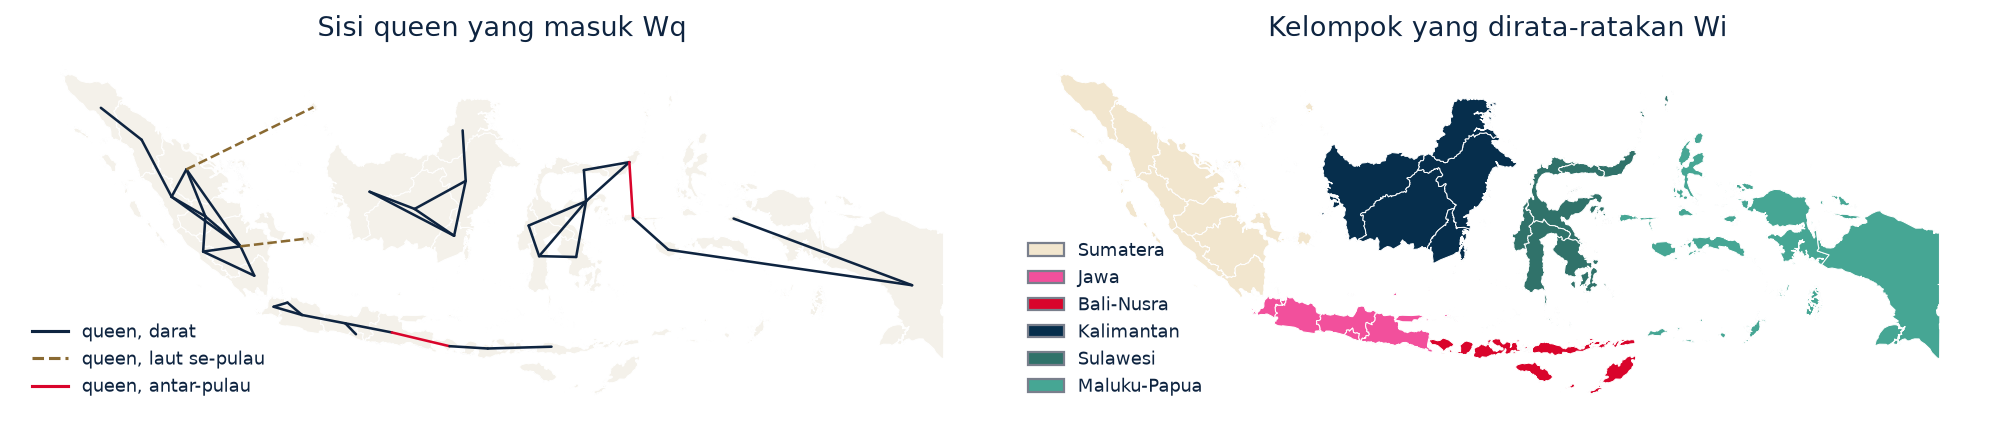 Sisi queen yang masuk Wq
queen, darat
queen, laut se-pulau
queen, antar-pulau
Kelompok yang dirata-ratakan Wi
Sumatera
Jawa
Bali-Nusra
Kalimantan
Sulawesi
Maluku-Papua